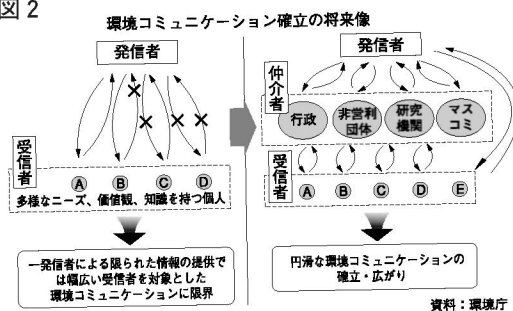 図2
環境コミュニケーション確立の将来像
発信者
受信者
A B C D
多様なニーズ、価値観、知識を持つ個人
一発信者による限られた情報の提供で
は幅広い受信者を対象とした
環境コミュニケーションに限界
発信者
仲介者
行政
非営利
団体
研究
機関
マス
コミ
受信者
A B C D E
円滑な環境コミュニケーションの
確立・広がり
資料：環境庁